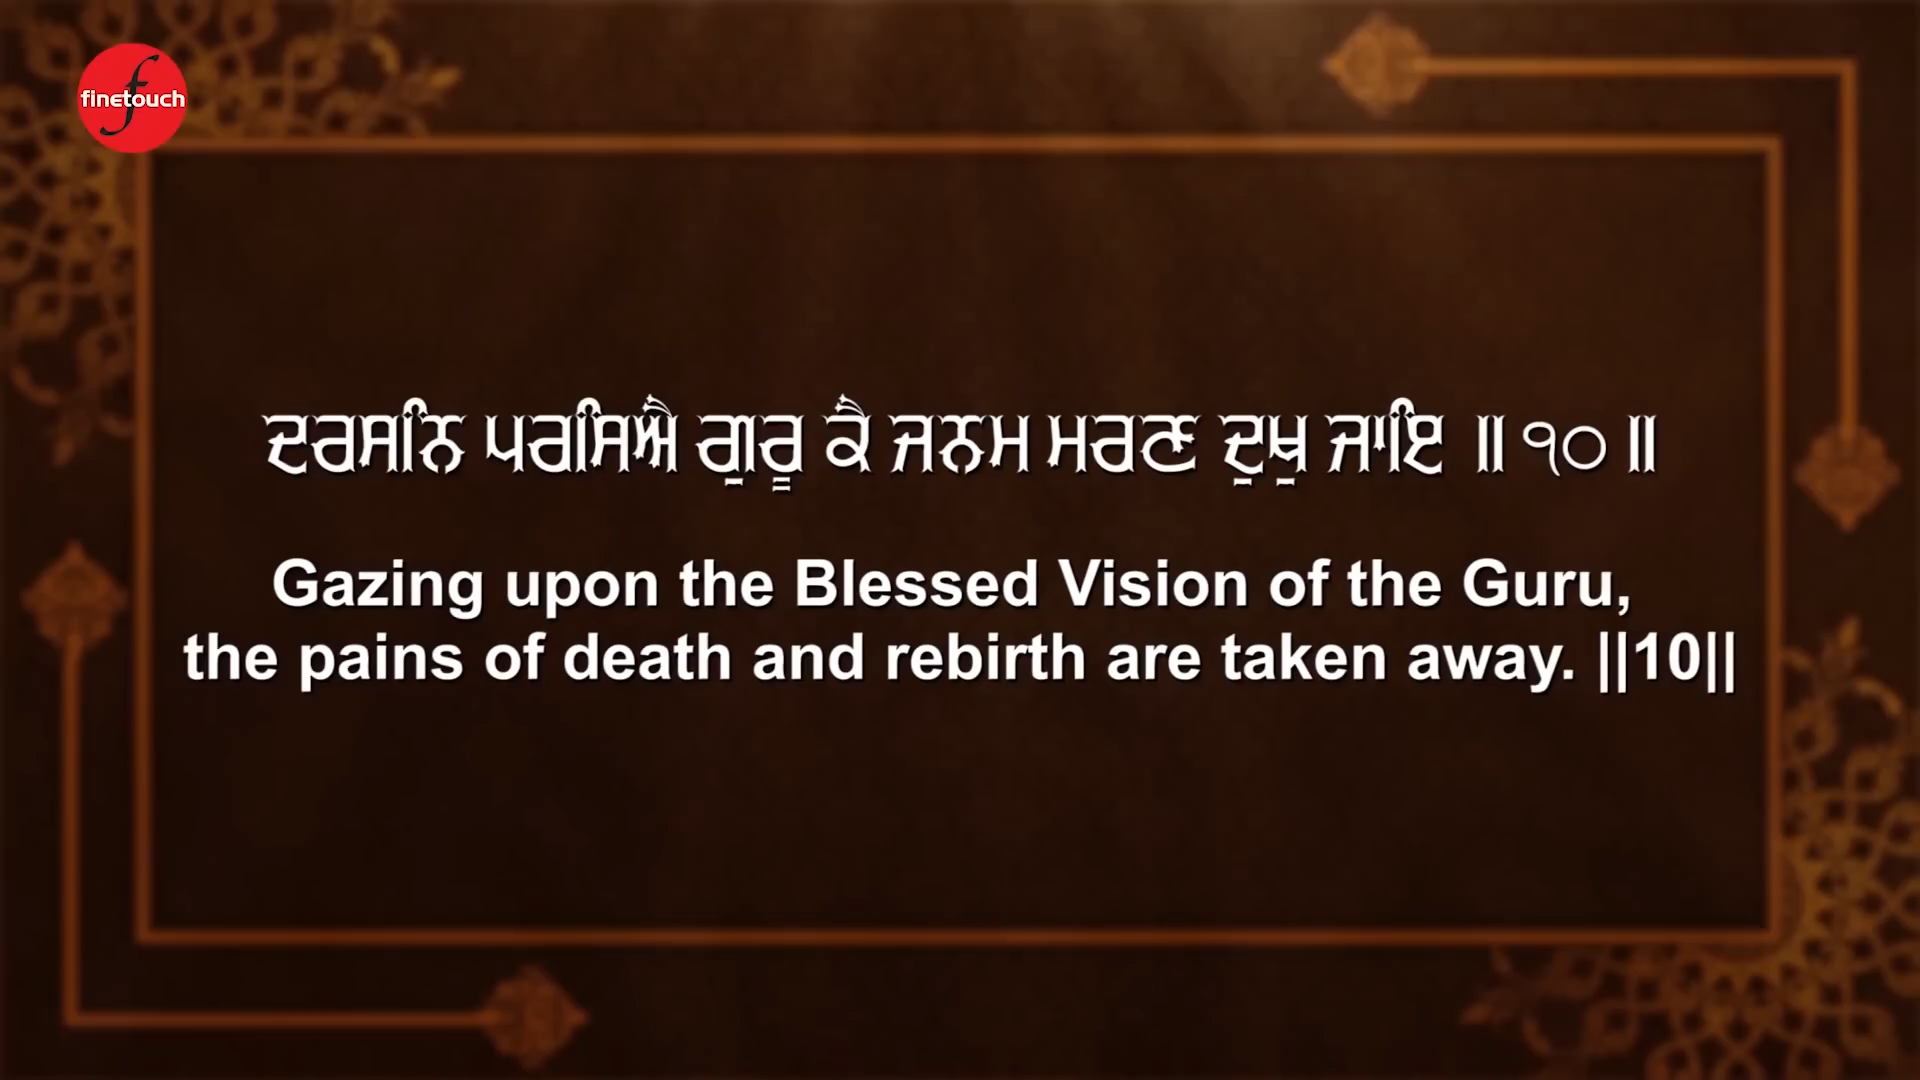 finetouch
ਦਰਸਨਿ ਪਰਸਿਐ ਗੁਰੂ ਕੈ ਜਨਮ ਮਰਣ ਦੁਖੁ ਜਾਇ ॥ ੧੦ ॥
Gazing upon the Blessed Vision of the Guru,
the pains of death and rebirth are taken away. ||10||